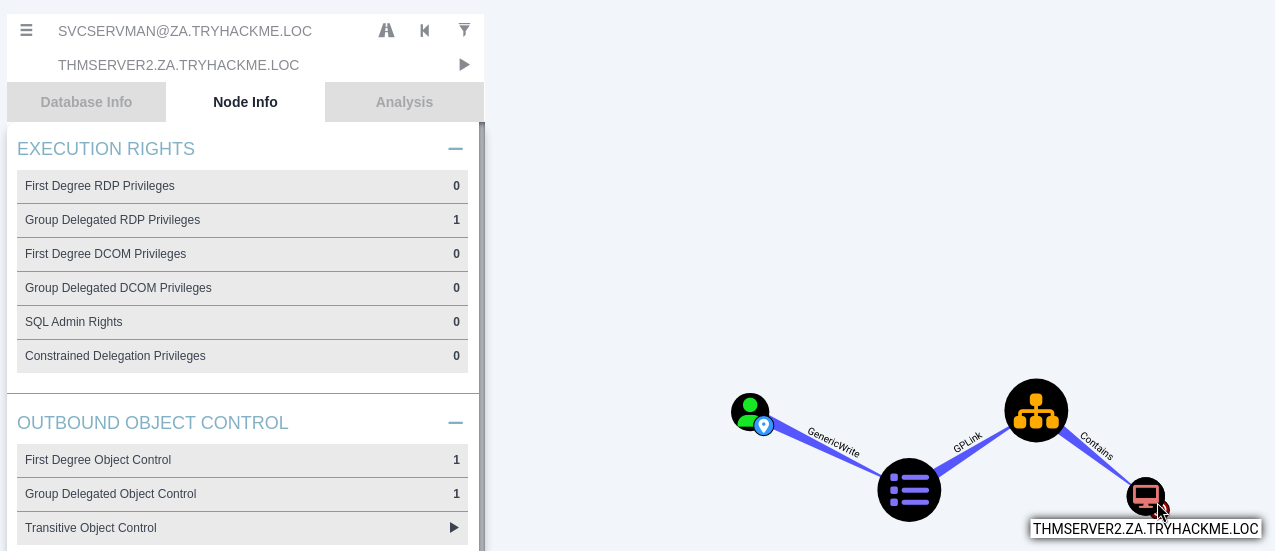 SVCSERVMAN@ZA.TRYHACKME.LOC
THMSERVER2.ZA.TRYHACKME.LOC
Database Info
Node Info
Analysis
EXECUTION RIGHTS
First Degree RDP Privileges 0
Group Delegated RDP Privileges 1
First Degree DCOM Privileges 0
Group Delegated DCOM Privileges 0
SQL Admin Rights 0
Constrained Delegation Privileges 0
OUTBOUND OBJECT CONTROL
First Degree Object Control 1
Group Delegated Object Control 1
Transitive Object Control
GenericWrite
GPLink
Contains
THMSERVER2.ZA.TRYHACKME.LOC